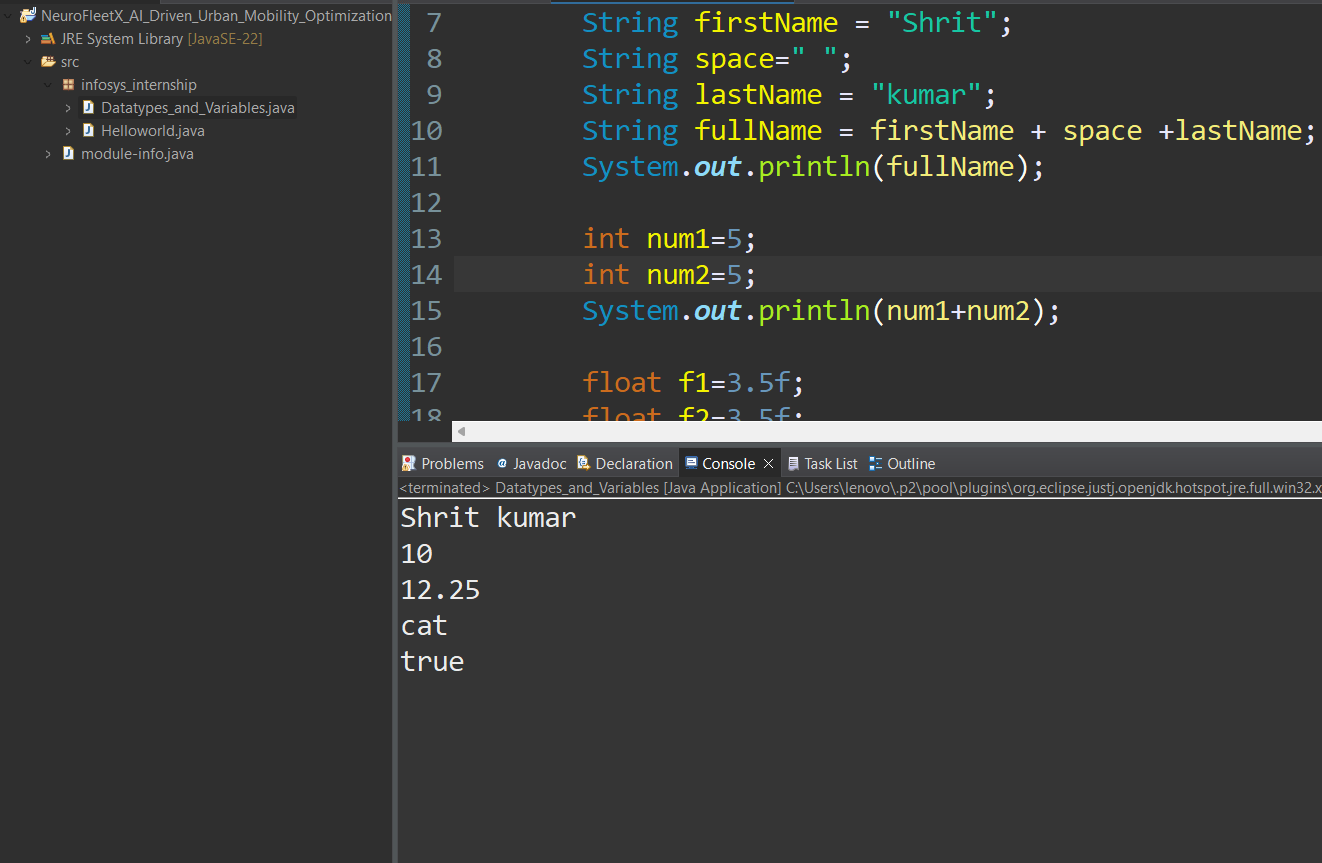 NeuroFleetX_AI_Driven_Urban_Mobility_Optimization
JRE System Library [JavaSE-22]
src
infosys_internship
Datatypes_and_Variables.java
Helloworld.java
module-info.java
7 String firstName = "Shrit";
8 String space=" ";
9 String lastName = "kumar";
10 String fullName = firstName + space +lastName;
11 System.out.println(fullName);
12
13 int num1=5;
14 int num2=5;
15 System.out.println(num1+num2);
16
17 float f1=3.5f;
18 float f2=3.5f;
Problems @ Javadoc Declaration Console × Task List Outline
<terminated> Datatypes_and_Variables [Java Application] C:\Users\lenovo\.p2\pool\plugins\org.eclipse.justj.openjdk.hotspot.jre.full.win32.x
Shrit kumar
10
12.25
cat
true